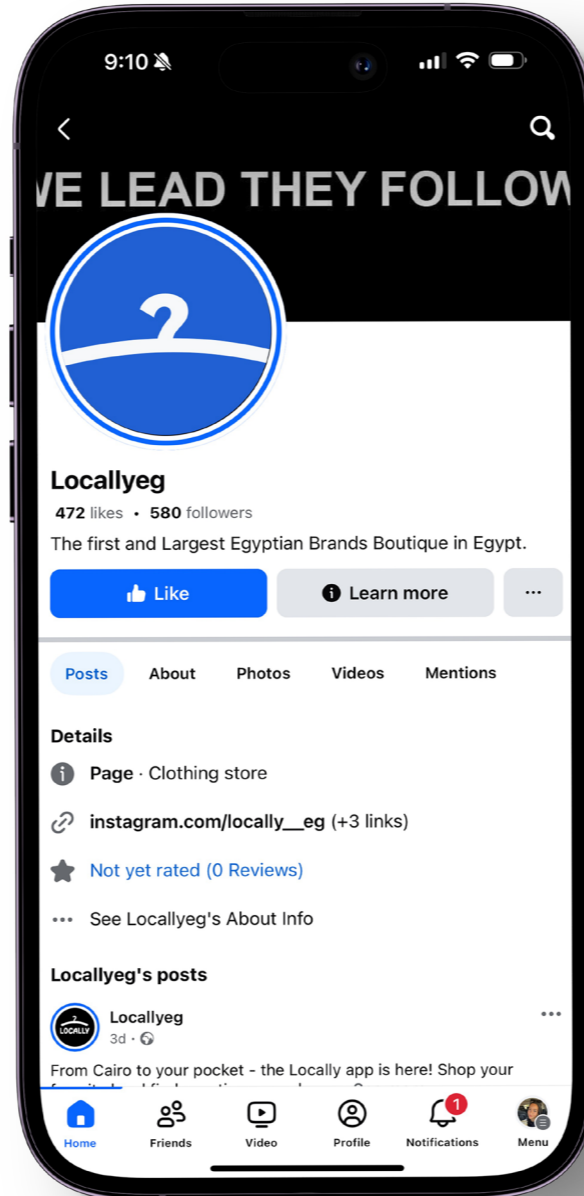 9:10
WE LEAD THEY FOLLOW
Locallyeg
472 likes • 580 followers
The first and Largest Egyptian Brands Boutique in Egypt.
Like
Learn more
Posts About Photos Videos Mentions
Details
Page · Clothing store
instagram.com/locally__eg (+3 links)
Not yet rated (0 Reviews)
See Locallyeg's About Info
Locallyeg's posts
LOCALLY
Locallyeg
3d ·
From Cairo to your pocket - the Locally app is here! Shop your
1
Home Friends Video Profile Notifications Menu